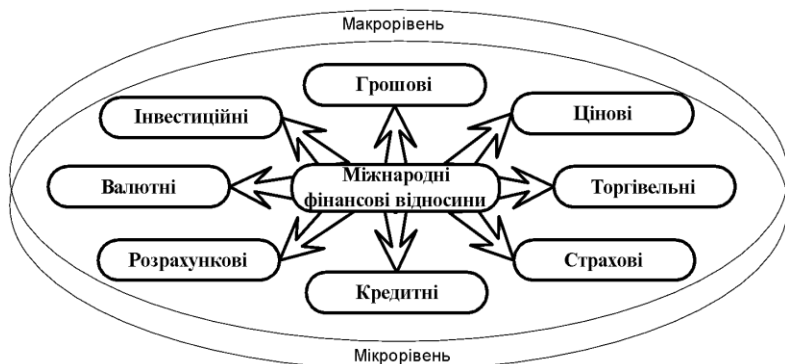 Макрорівень
Грошові
Інвестиційні
Цінові
Міжнародні
фінансові відносини
Валютні
Торгівельні
Розрахункові
Страхові
Кредитні
Мікрорівень